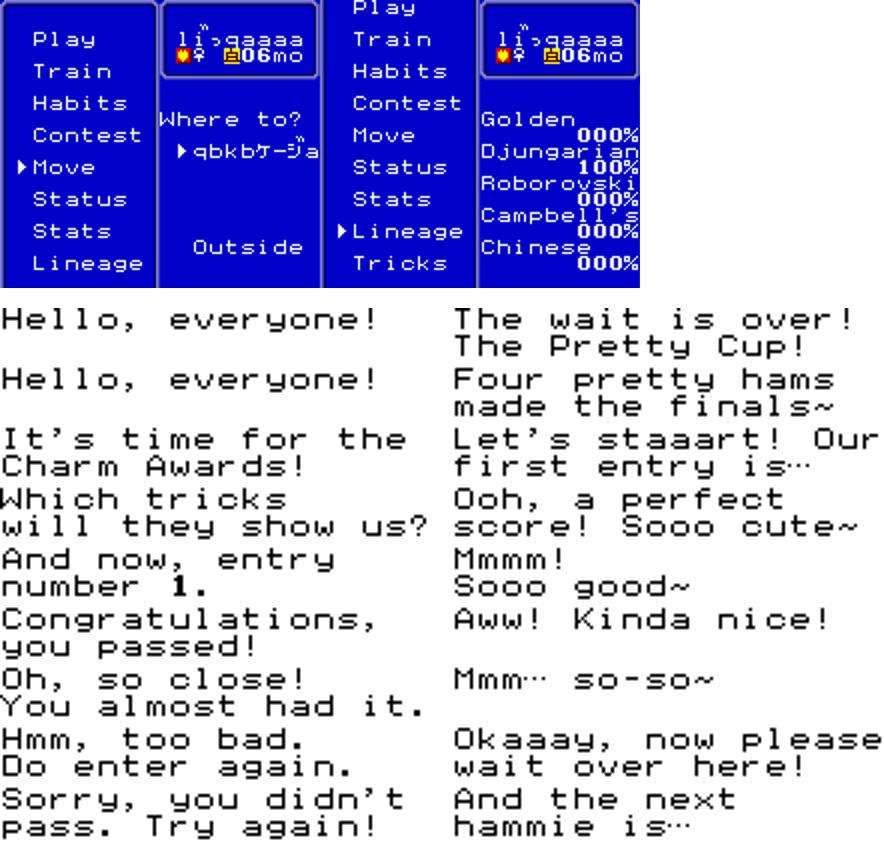 Play
Train
Habits
Contest
Move
Status
Stats
Lineage
06mo
Where to?
Outside
Play
Train
Habits
Contest
Move
Status
Stats
Lineage
Tricks
06mo
Golden
000%
Djungarian
100%
Roborovski
000%
Campbell's
000%
Chinese
000%
Hello, everyone!
Hello, everyone!
It's time for the
Charm Awards!
Which tricks
will they show us?
And now, entry
number 1.
Congratulations,
you passed!
Oh, so close!
You almost had it.
Hmm, too bad.
Do enter again.
Sorry, you didn't
pass. Try again!
The wait is over!
The Pretty Cup!
Four pretty hams
made the finals~
Let's staaart! Our
first entry is…
Ooh, a perfect
score! Sooo cute~
Mmmm!
Sooo good~
Aww! Kinda nice!
Mmm… so-so~
Okaaay, now please
wait over here!
And the next
hammie is…